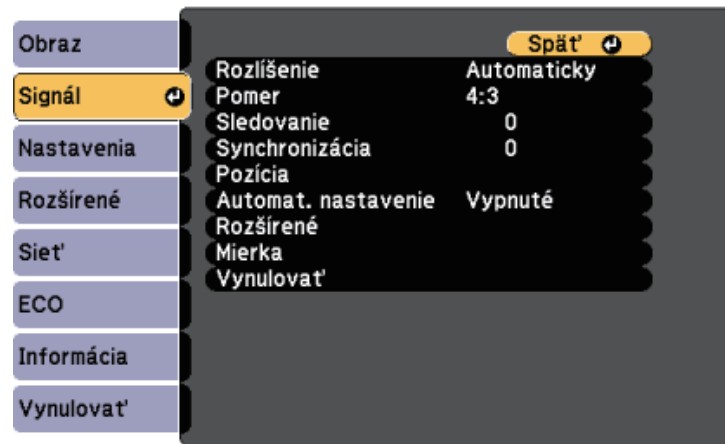 Obraz
Signál
Nastavenia
Rozšírené
Sieť
ECO
Informácia
Vynulovať
Späť
Rozlíšenie Automaticky
Pomer 4:3
Sledovanie 0
Synchronizácia 0
Pozícia
Automat. nastavenie Vypnuté
Rozšírené
Mierka
Vynulovať